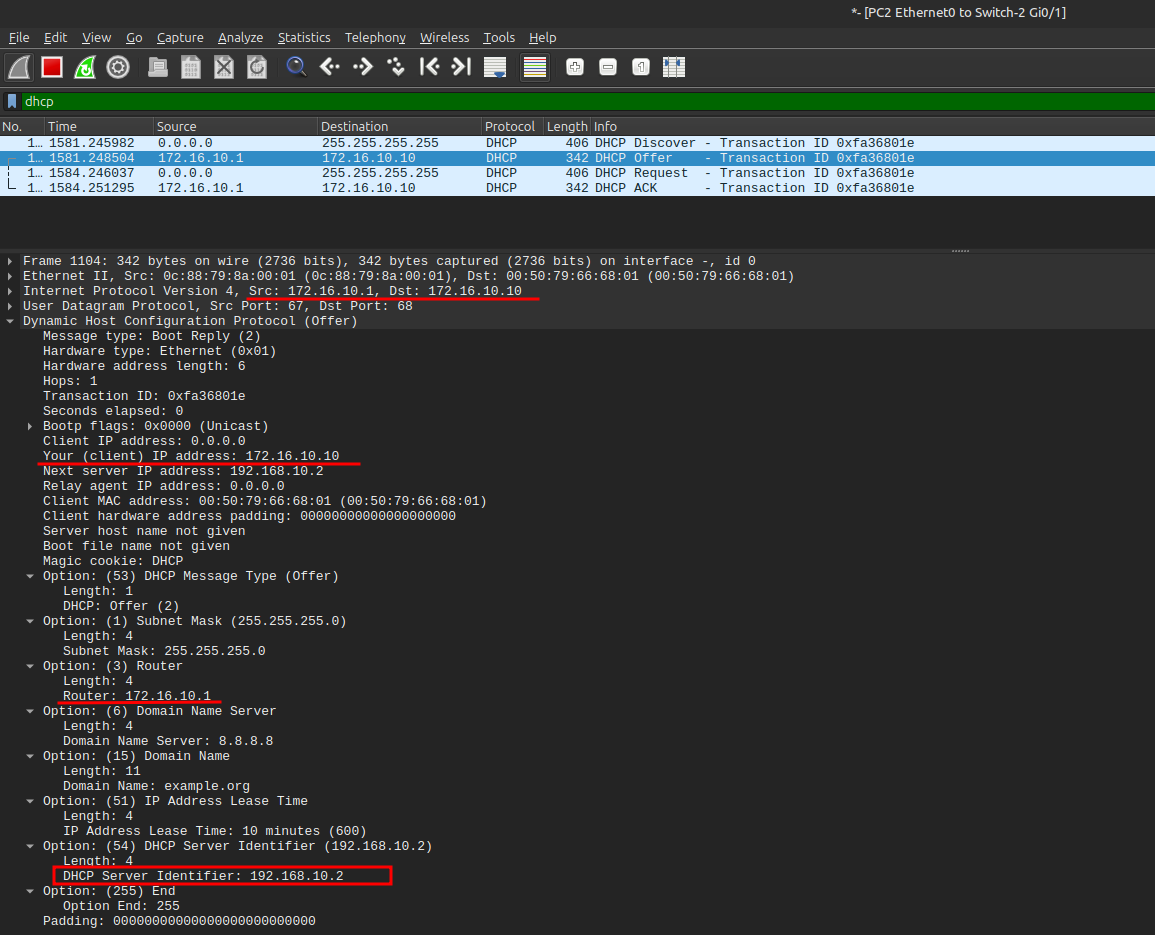 *- [PC2 Ethernet0 to Switch-2 Gi0/1]
File Edit View Go Capture Analyze Statistics Telephony Wireless Tools Help
dhcp
No. Time Source Destination Protocol Length Info
1… 1581.245982 0.0.0.0 255.255.255.255 DHCP 406 DHCP Discover - Transaction ID 0xfa36801e
1… 1581.248504 172.16.10.1 172.16.10.10 DHCP 342 DHCP Offer - Transaction ID 0xfa36801e
1… 1584.246037 0.0.0.0 255.255.255.255 DHCP 406 DHCP Request - Transaction ID 0xfa36801e
1… 1584.251295 172.16.10.1 172.16.10.10 DHCP 342 DHCP ACK - Transaction ID 0xfa36801e
Frame 1104: 342 bytes on wire (2736 bits), 342 bytes captured (2736 bits) on interface -, id 0
Ethernet II, Src: 0c:88:79:8a:00:01 (0c:88:79:8a:00:01), Dst: 00:50:79:66:68:01 (00:50:79:66:68:01)
Internet Protocol Version 4, Src: 172.16.10.1, Dst: 172.16.10.10
User Datagram Protocol, Src Port: 67, Dst Port: 68
Dynamic Host Configuration Protocol (Offer)
Message type: Boot Reply (2)
Hardware type: Ethernet (0x01)
Hardware address length: 6
Hops: 1
Transaction ID: 0xfa36801e
Seconds elapsed: 0
Bootp flags: 0x0000 (Unicast)
Client IP address: 0.0.0.0
Your (client) IP address: 172.16.10.10
Next server IP address: 192.168.10.2
Relay agent IP address: 0.0.0.0
Client MAC address: 00:50:79:66:68:01 (00:50:79:66:68:01)
Client hardware address padding: 00000000000000000000
Server host name not given
Boot file name not given
Magic cookie: DHCP
Option: (53) DHCP Message Type (Offer)
Length: 1
DHCP: Offer (2)
Option: (1) Subnet Mask (255.255.255.0)
Length: 4
Subnet Mask: 255.255.255.0
Option: (3) Router
Length: 4
Router: 172.16.10.1
Option: (6) Domain Name Server
Length: 4
Domain Name Server: 8.8.8.8
Option: (15) Domain Name
Length: 11
Domain Name: example.org
Option: (51) IP Address Lease Time
Length: 4
IP Address Lease Time: 10 minutes (600)
Option: (54) DHCP Server Identifier (192.168.10.2)
Length: 4
DHCP Server Identifier: 192.168.10.2
Option: (255) End
Option End: 255
Padding: 00000000000000000000000000